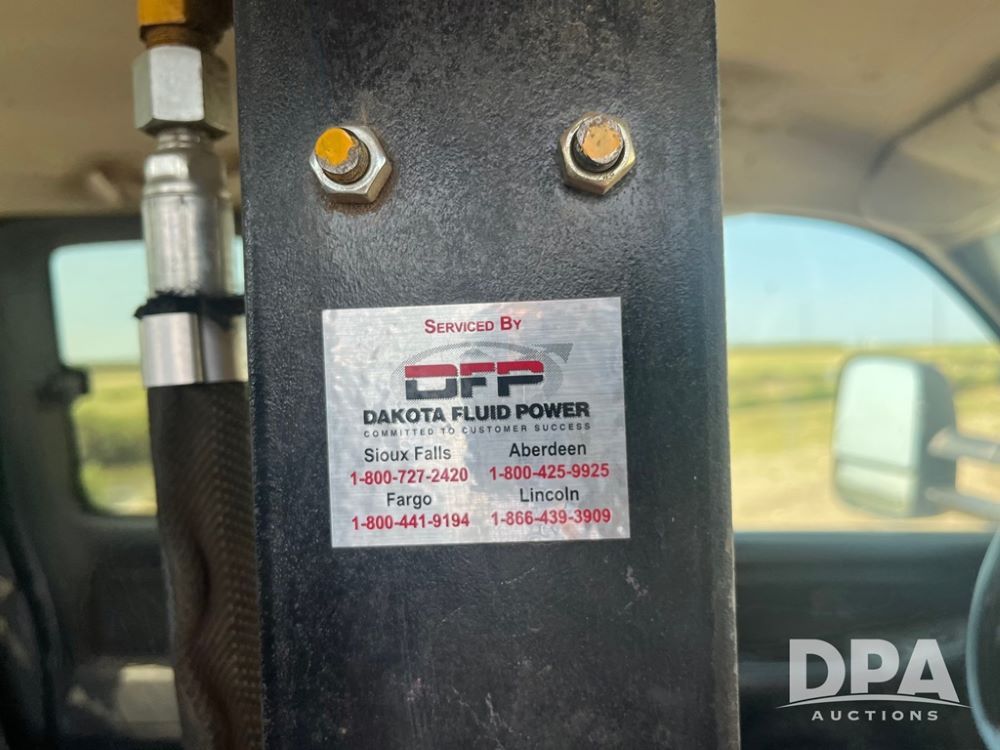 SERVICED BY
DFP
DAKOTA FLUID POWER
COMMITTED TO CUSTOMER SUCCESS
Sioux Falls Aberdeen
1-800-727-2420 1-800-425-9925
Fargo Lincoln
1-800-441-9194 1-866-439-3909
DPA
AUCTIONS